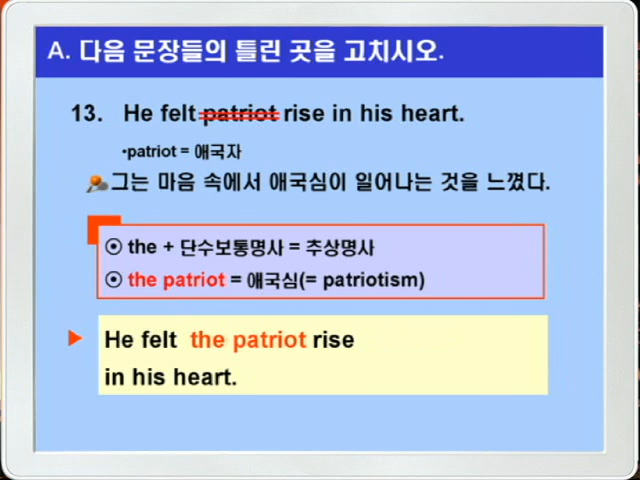 A. 다음 문장들의 틀린 곳을 고치시오.
13. He felt patriot rise in his heart.
•patriot = 애국자
그는 마음 속에서 애국심이 일어나는 것을 느꼈다.
⊙ the + 단수보통명사 = 추상명사
⊙ the patriot = 애국심(= patriotism)
He felt the patriot rise
in his heart.